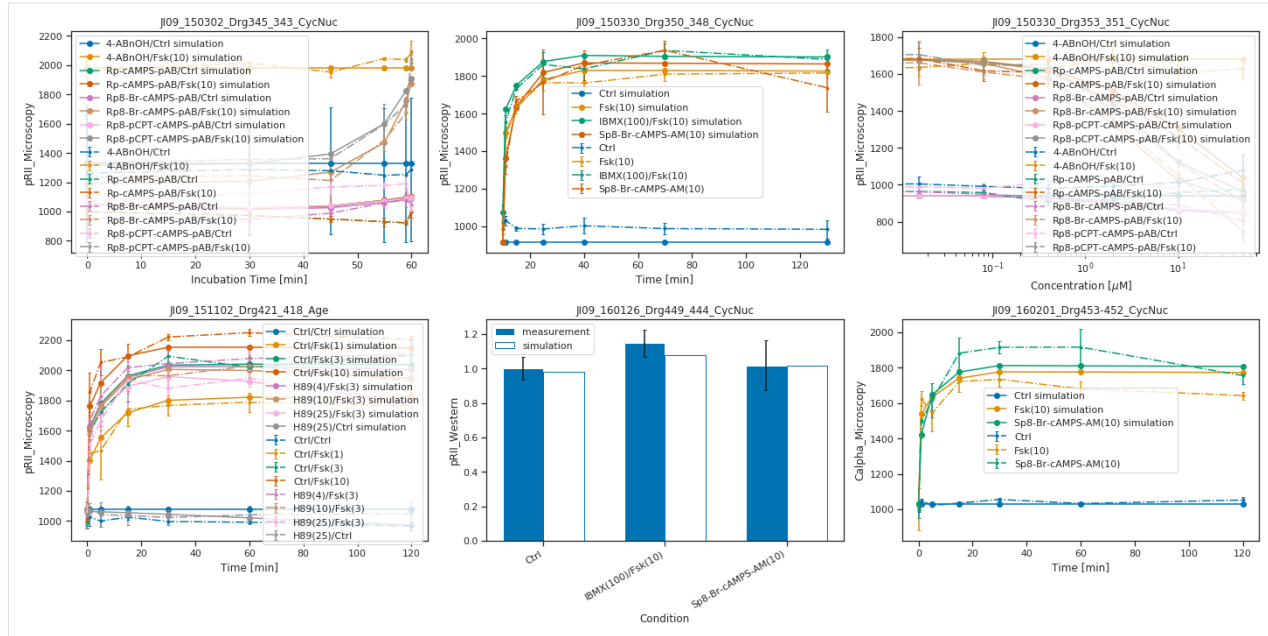 JI09_150302_Drg345_343_CycNuc
pRII_Microscopy
2200
2000
1800
1600
1400
1200
1000
800
4-ABnOH/Ctrl simulation
4-ABnOH/Fsk(10) simulation
Rp-cAMPS-pAB/Ctrl simulation
Rp-cAMPS-pAB/Fsk(10) simulation
Rp8-Br-cAMPS-pAB/Ctrl simulation
Rp8-Br-cAMPS-pAB/Fsk(10) simulation
Rp8-pCPT-cAMPS-pAB/Ctrl simulation
Rp8-pCPT-cAMPS-pAB/Fsk(10) simulation
4-ABnOH/Ctrl
4-ABnOH/Fsk(10)
Rp-cAMPS-pAB/Ctrl
Rp-cAMPS-pAB/Fsk(10)
Rp8-Br-cAMPS-pAB/Ctrl
Rp8-Br-cAMPS-pAB/Fsk(10)
Rp8-pCPT-cAMPS-pAB/Ctrl
Rp8-pCPT-cAMPS-pAB/Fsk(10)
0 10 20 30 40 50 60
Incubation Time [min]
JI09_150330_Drg350_348_CycNuc
pRII_Microscopy
2000
1800
1600
1400
1200
1000
Ctrl simulation
Fsk(10) simulation
IBMX(100)/Fsk(10) simulation
Sp8-Br-cAMPS-AM(10) simulation
Ctrl
Fsk(10)
IBMX(100)/Fsk(10)
Sp8-Br-cAMPS-AM(10)
20 40 60 80 100 120
Time [min]
JI09_150330_Drg353_351_CycNuc
pRII_Microscopy
1800
1600
1400
1200
1000
800
4-ABnOH/Ctrl simulation
4-ABnOH/Fsk(10) simulation
Rp-cAMPS-pAB/Ctrl simulation
Rp-cAMPS-pAB/Fsk(10) simulation
Rp8-Br-cAMPS-pAB/Ctrl simulation
Rp8-Br-cAMPS-pAB/Fsk(10) simulation
Rp8-pCPT-cAMPS-pAB/Ctrl simulation
Rp8-pCPT-cAMPS-pAB/Fsk(10) simulation
4-ABnOH/Ctrl
4-ABnOH/Fsk(10)
Rp-cAMPS-pAB/Ctrl
Rp-cAMPS-pAB/Fsk(10)
Rp8-Br-cAMPS-pAB/Ctrl
Rp8-Br-cAMPS-pAB/Fsk(10)
Rp8-pCPT-cAMPS-pAB/Ctrl
Rp8-pCPT-cAMPS-pAB/Fsk(10)
10⁻¹ 10⁰ 10¹
Concentration [μM]
JI09_151102_Drg421_418_Age
pRII_Microscopy
2200
2000
1800
1600
1400
1200
1000
Ctrl/Ctrl simulation
Ctrl/Fsk(1) simulation
Ctrl/Fsk(3) simulation
Ctrl/Fsk(10) simulation
H89(4)/Fsk(3) simulation
H89(10)/Fsk(3) simulation
H89(25)/Fsk(3) simulation
H89(25)/Ctrl simulation
Ctrl/Ctrl
Ctrl/Fsk(1)
Ctrl/Fsk(3)
Ctrl/Fsk(10)
H89(4)/Fsk(3)
H89(10)/Fsk(3)
H89(25)/Fsk(3)
H89(25)/Ctrl
0 20 40 60 80 100 120
Time [min]
JI09_160126_Drg449_444_CycNuc
pRII_Western
1.2
1.0
0.8
0.6
0.4
0.2
0.0
measurement
simulation
Ctrl
IBMX(100)/Fsk(10)
Sp8-Br-cAMPS-AM(10)
Condition
JI09_160201_Drg453-452_CycNuc
Calpha_Microscopy
2000
1800
1600
1400
1200
1000
Ctrl simulation
Fsk(10) simulation
Sp8-Br-cAMPS-AM(10) simulation
Ctrl
Fsk(10)
Sp8-Br-cAMPS-AM(10)
0 20 40 60 80 100 120
Time [min]